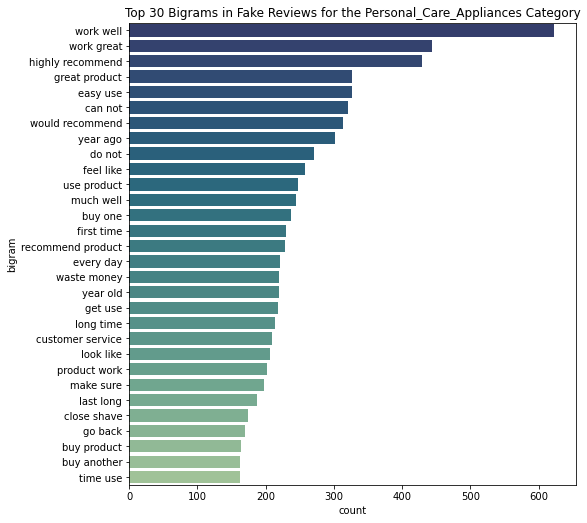 Top 30 Bigrams in Fake Reviews for the Personal_Care_Appliances Category
work well
work great
highly recommend
great product
easy use
can not
would recommend
year ago
do not
feel like
use product
much well
buy one
first time
recommend product
every day
waste money
year old
get use
long time
customer service
look like
product work
make sure
last long
close shave
go back
buy product
buy another
time use
bigram
0 100 200 300 400 500 600
count